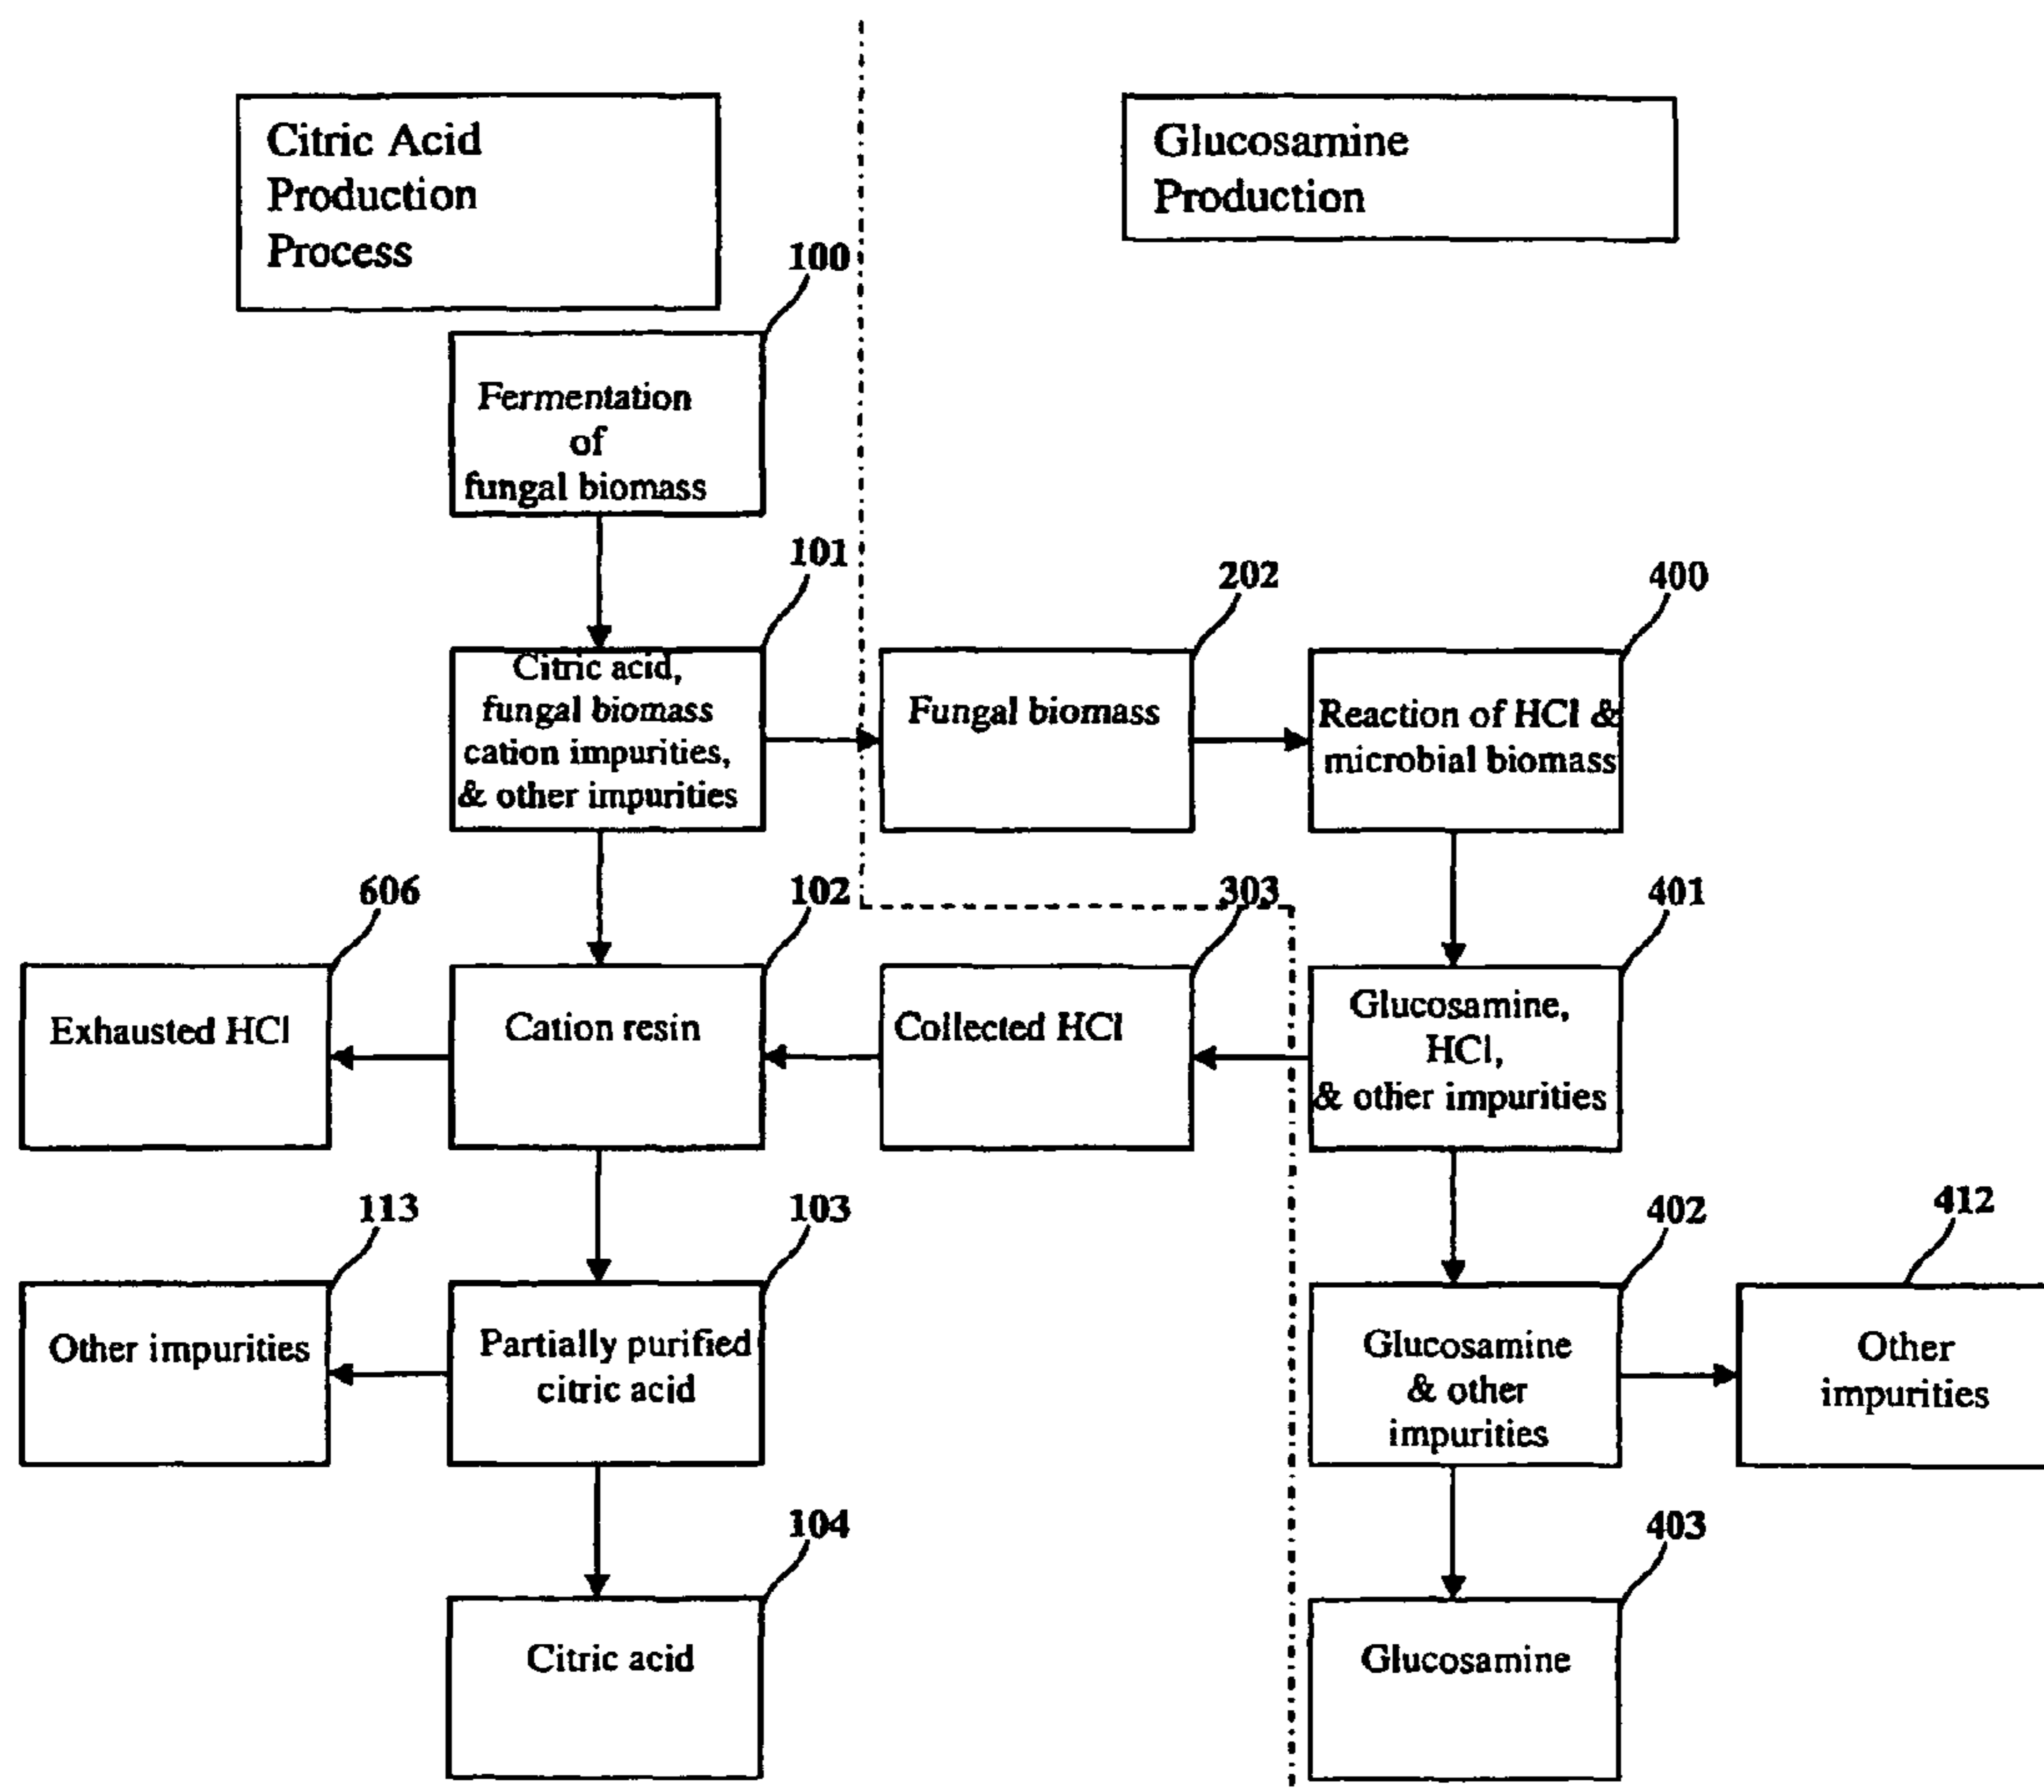 Citric Acid
Production
Process
Glucosamine
Production
100
Fermentation
of
fungal biomass
101
Citric acid,
fungal biomass
cation impurities,
& other impurities
202
Fungal biomass
400
Reaction of HCl &
microbial biomass
606
Exhausted HCl
102
Cation resin
303
Collected HCl
401
Glucosamine,
HCl,
& other impurities
113
Other impurities
103
Partially purified
citric acid
402
Glucosamine
& other
impurities
412
Other
impurities
104
Citric acid
403
Glucosamine